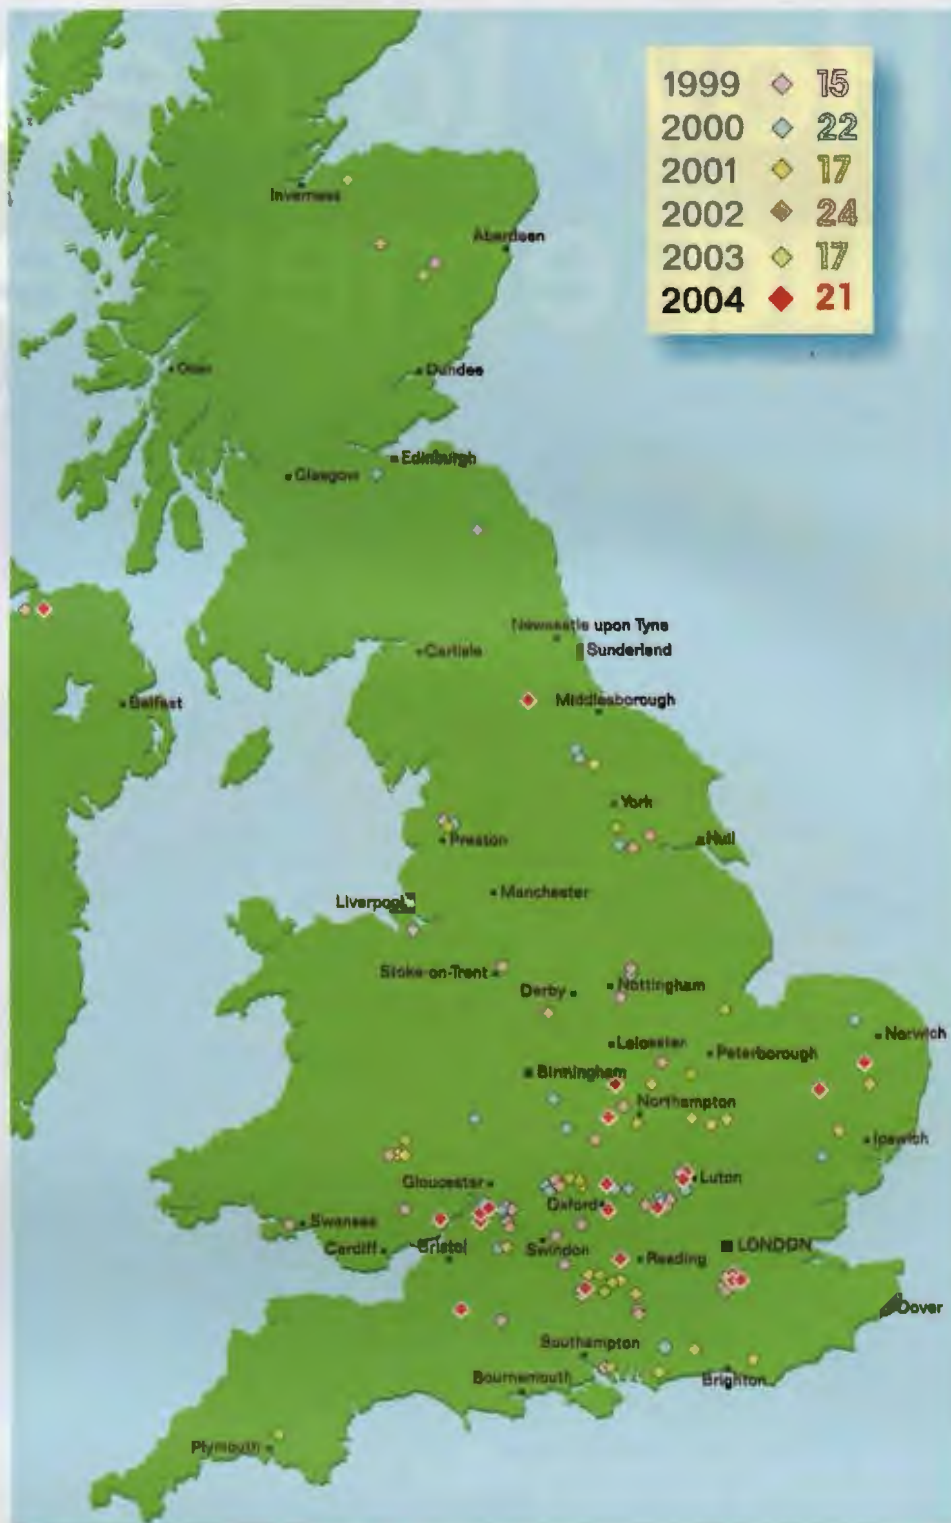 1999 15
2000 22
2001 17
2002 24
2003 17
2004 21
Inverness
Aberdeen
Oban
Dundee
Edinburgh
Glasgow
Newcastle upon Tyne
Sunderland
Carlisle
Belfast
Middlesborough
York
Preston
Hull
Manchester
Liverpool
Stoke-on-Trent
Nottingham
Derby
Norwich
Leicester
Peterborough
Birmingham
Northampton
Ipswich
Gloucester
Luton
Oxford
Swansea
Cardiff
Bristol
Swindon
LONDON
Reading
Dover
Southampton
Bournemouth
Brighton
Plymouth